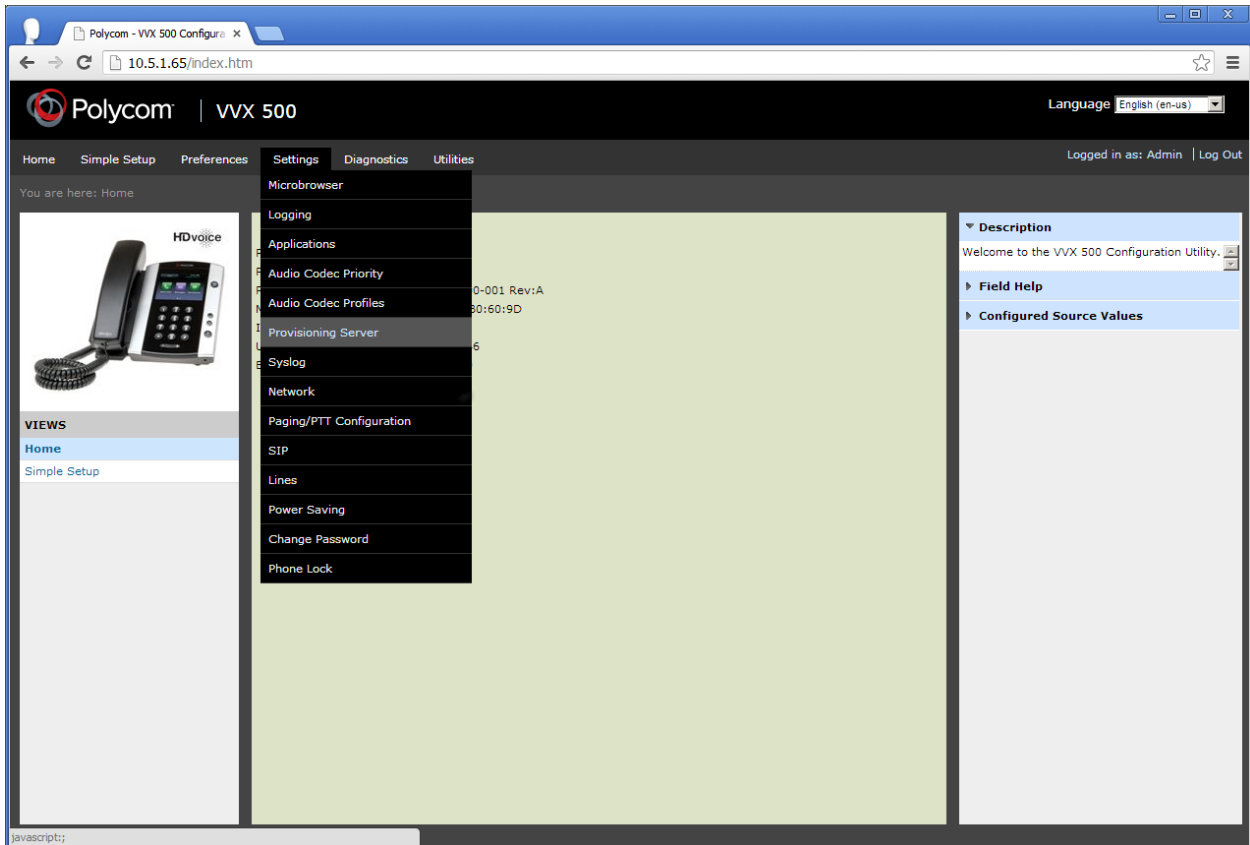 Polycom - VVX 500 Configura
10.5.1.65/index.htm
Polycom | VVX 500
Language English (en-us)
Home Simple Setup Preferences Settings Diagnostics Utilities
Logged in as: Admin | Log Out
You are here: Home
Microbrowser
Logging
Applications
Audio Codec Priority
Audio Codec Profiles
Provisioning Server
Syslog
Network
Paging/PTT Configuration
SIP
Lines
Power Saving
Change Password
Phone Lock
HDvoice
VIEWS
Home
Simple Setup
0-001 Rev:A
30:60:9D
Description
Welcome to the VVX 500 Configuration Utility.
Field Help
Configured Source Values
javascript:;